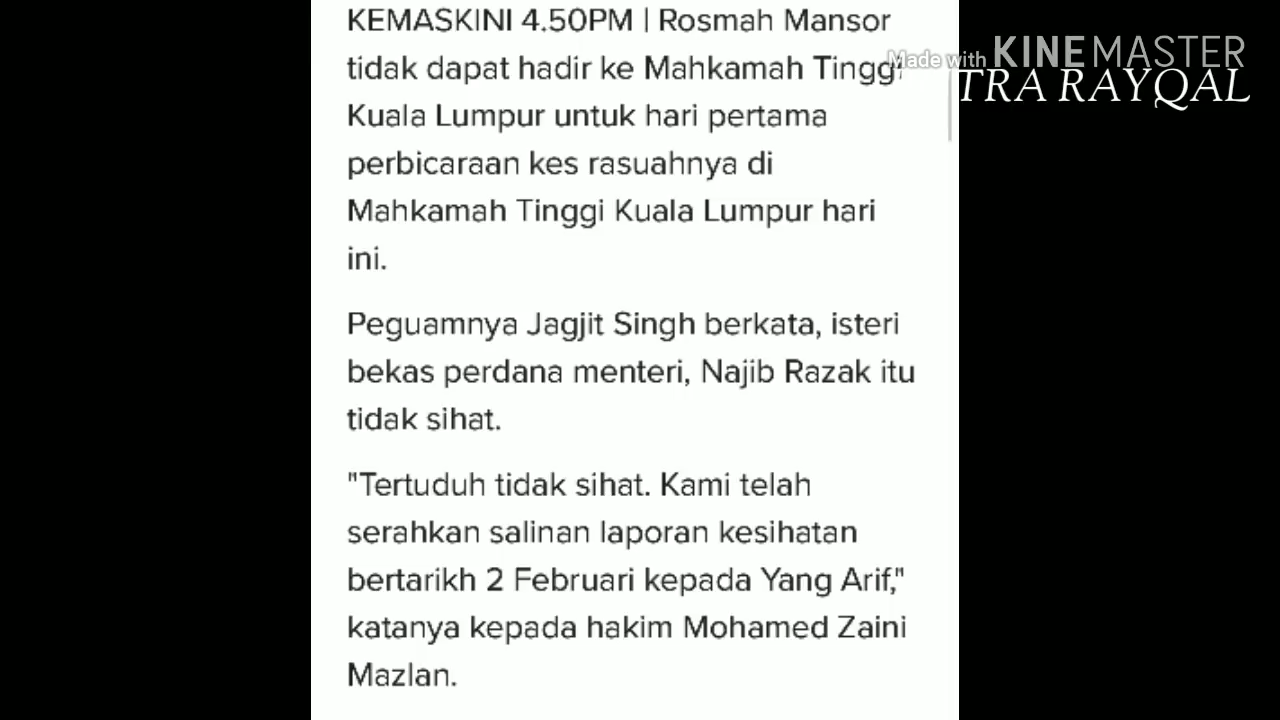 KEMASKINI 4.50PM | Rosmah Mansor
tidak dapat hadir ke Mahkamah Tinggi
Kuala Lumpur untuk hari pertama
perbicaraan kes rasuahnya di
Mahkamah Tinggi Kuala Lumpur hari
ini.
Peguamnya Jagjit Singh berkata, isteri
bekas perdana menteri, Najib Razak itu
tidak sihat.
"Tertuduh tidak sihat. Kami telah
serahkan salinan laporan kesihatan
bertarikh 2 Februari kepada Yang Arif,"
katanya kepada hakim Mohamed Zaini
Mazlan.
Made with KINEMASTER
TRA RAYQAL